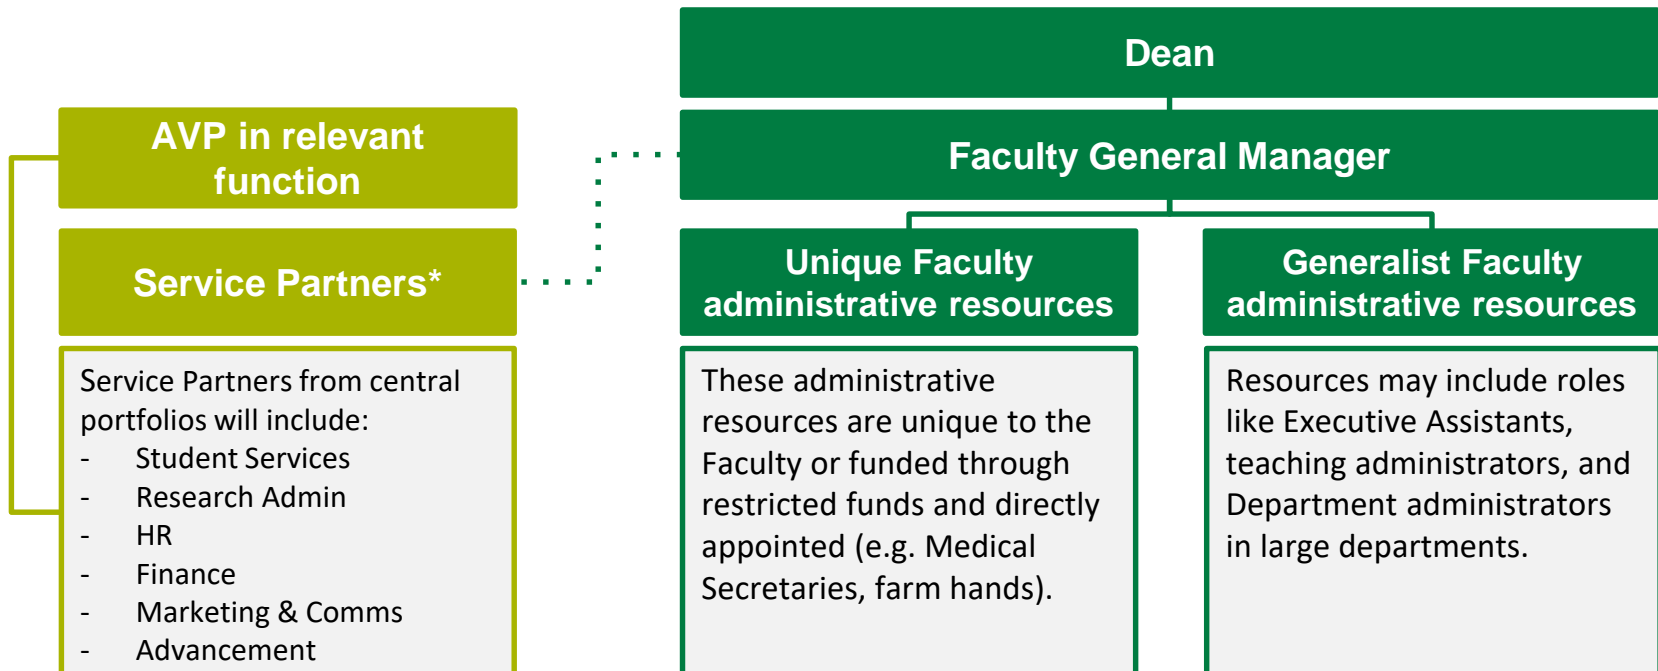 Dean
AVP in relevant
function
Faculty General Manager
Service Partners*
Unique Faculty
administrative resources
Generalist Faculty
administrative resources
Service Partners from central
portfolios will include:
- Student Services
- Research Admin
- HR
- Finance
- Marketing & Comms
- Advancement
These administrative
resources are unique to the
Faculty or funded through
restricted funds and directly
appointed (e.g. Medical
Secretaries, farm hands).
Resources may include roles
like Executive Assistants,
teaching administrators, and
Department administrators
in large departments.